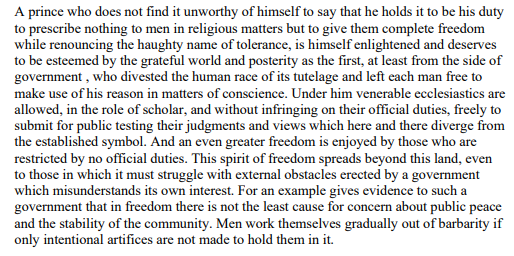 A prince who does not find it unworthy of himself to say that he holds it to be his duty
to prescribe nothing to men in religious matters but to give them complete freedom
while renouncing the haughty name of tolerance, is himself enlightened and deserves
to be esteemed by the grateful world and posterity as the first, at least from the side of
government , who divested the human race of its tutelage and left each man free to
make use of his reason in matters of conscience. Under him venerable ecclesiastics are
allowed, in the role of scholar, and without infringing on their official duties, freely to
submit for public testing their judgments and views which here and there diverge from
the established symbol. And an even greater freedom is enjoyed by those who are
restricted by no official duties. This spirit of freedom spreads beyond this land, even
to those in which it must struggle with external obstacles erected by a government
which misunderstands its own interest. For an example gives evidence to such a
government that in freedom there is not the least cause for concern about public peace
and the stability of the community. Men work themselves gradually out of barbarity if
only intentional artifices are not made to hold them in it.